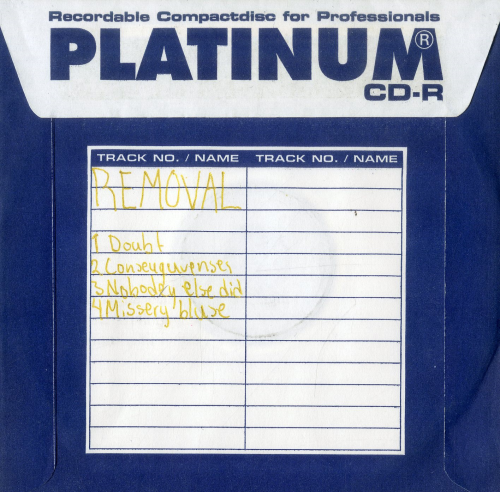 Recordable Compactdisc for Professionals
PLATINUM®
CD-R
TRACK NO. / NAME TRACK NO. / NAME
REMOVAL
1 Doubt
2 Consequwenses
3 Nobodey else did
4 Missery bluse